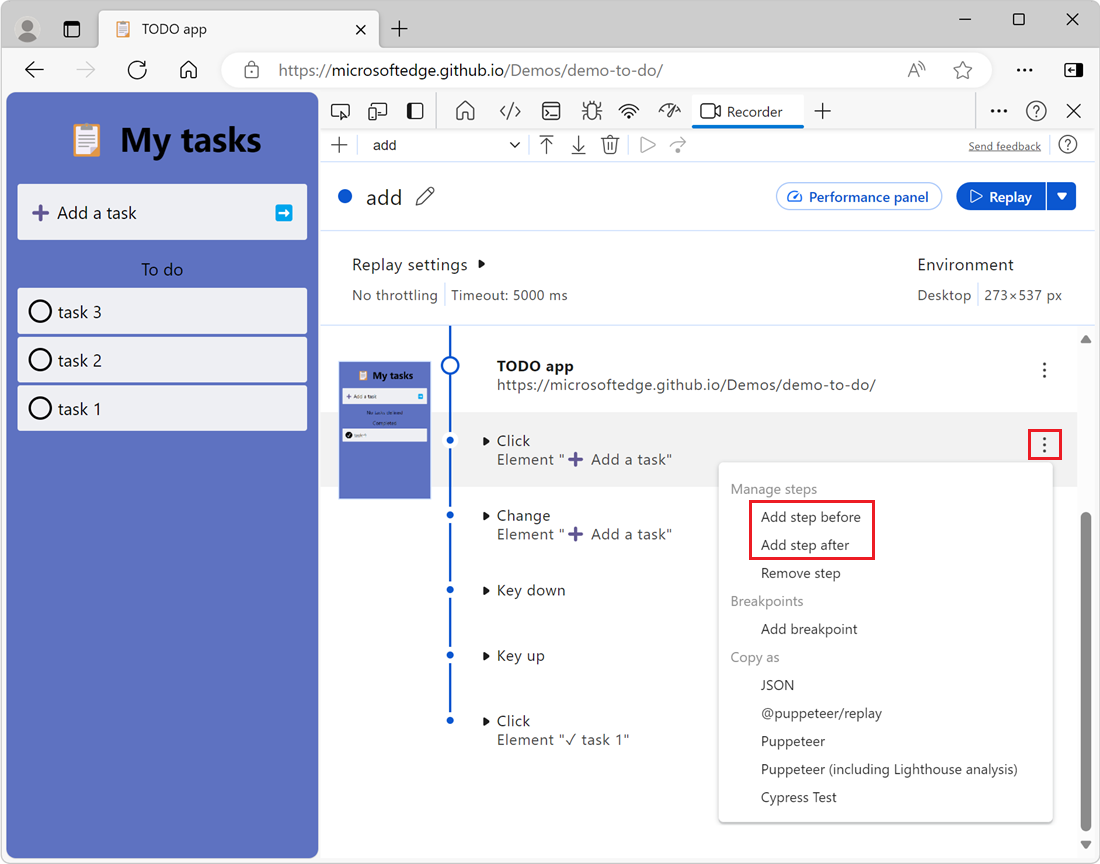 TODO app
https://microsoftedge.github.io/Demos/demo-to-do/
My tasks
Add a task
To do
task 3
task 2
task 1
Recorder
add
Send feedback
add
Performance panel
Replay
Replay settings
No throttling
Timeout: 5000 ms
Environment
Desktop
273×537 px
My tasks
Add a task
Completed
task 1
TODO app
https://microsoftedge.github.io/Demos/demo-to-do/
Click
Element "➕ Add a task"
Change
Element "➕ Add a task"
Key down
Key up
Click
Element "✓ task 1"
Manage steps
Add step before
Add step after
Remove step
Breakpoints
Add breakpoint
Copy as
JSON
@puppeteer/replay
Puppeteer
Puppeteer (including Lighthouse analysis)
Cypress Test